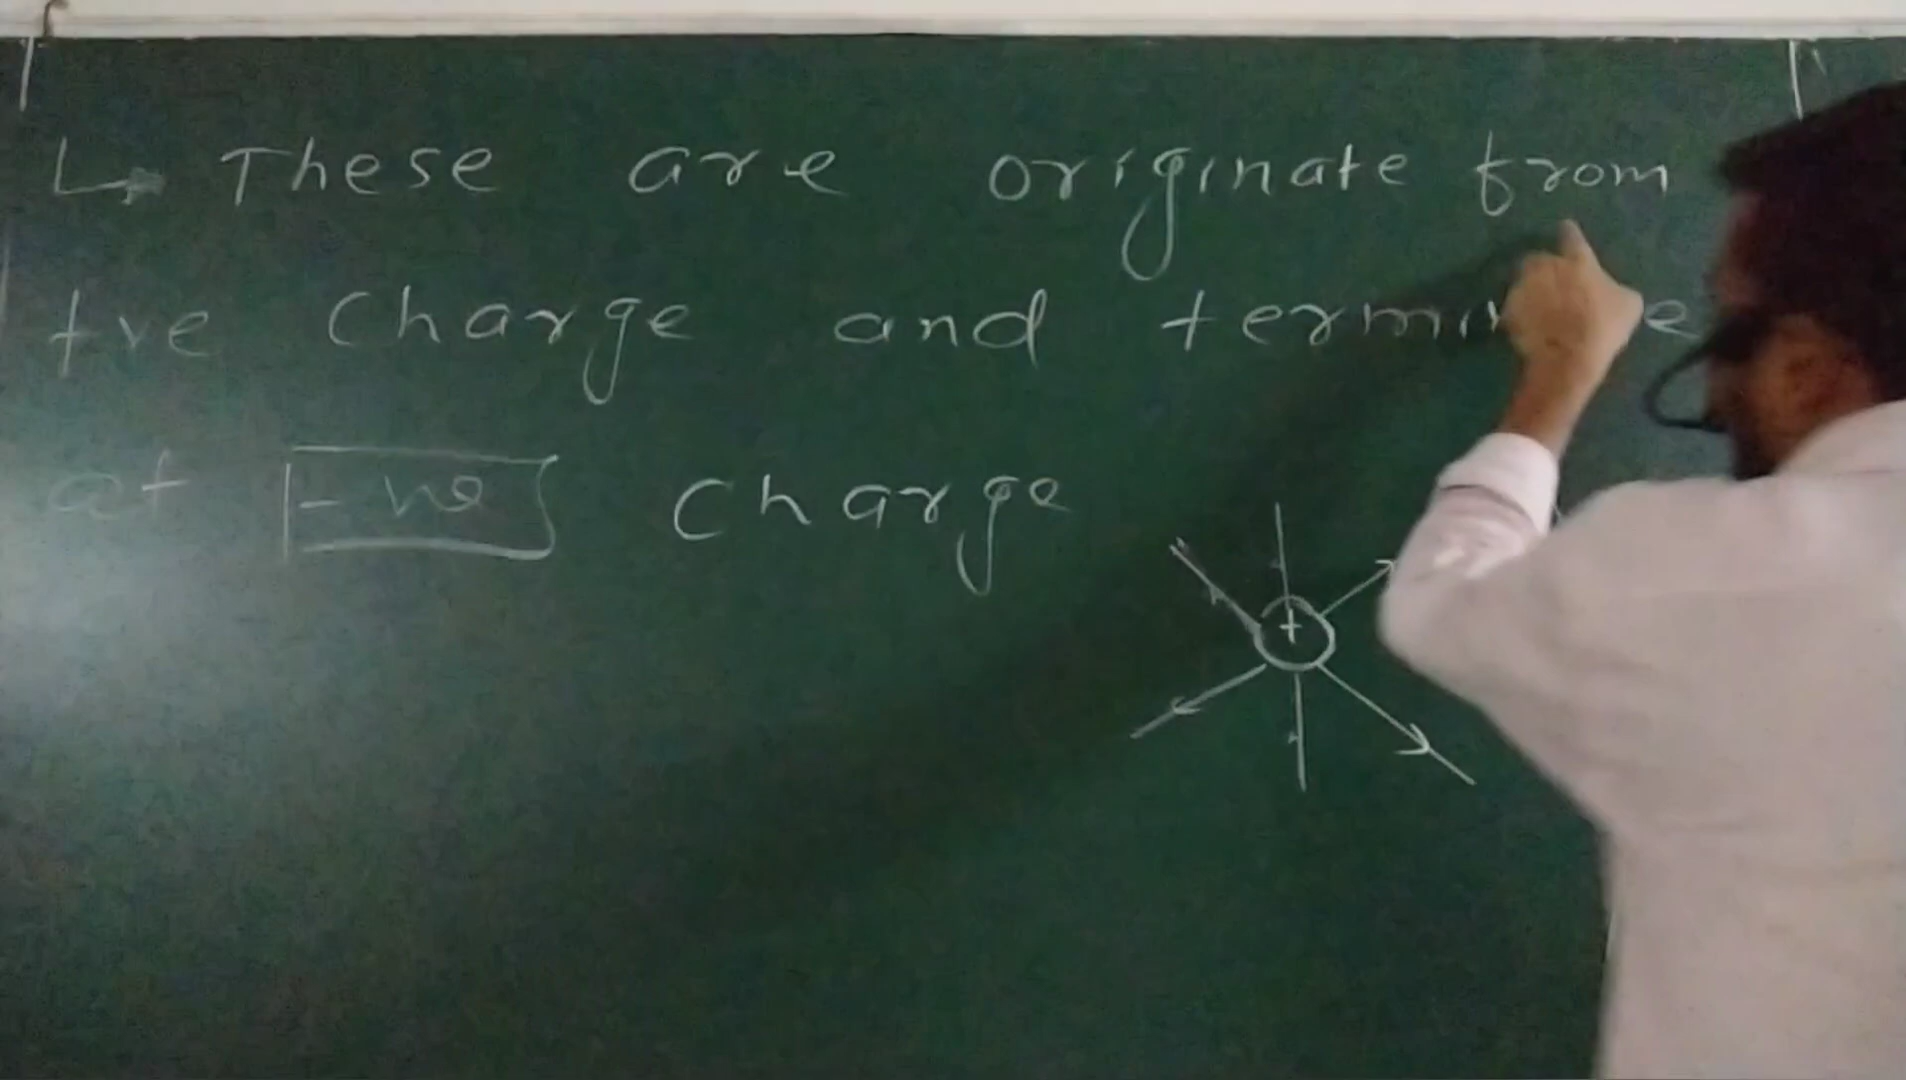 These are originate from
+ve charge and
at -ve charge
+